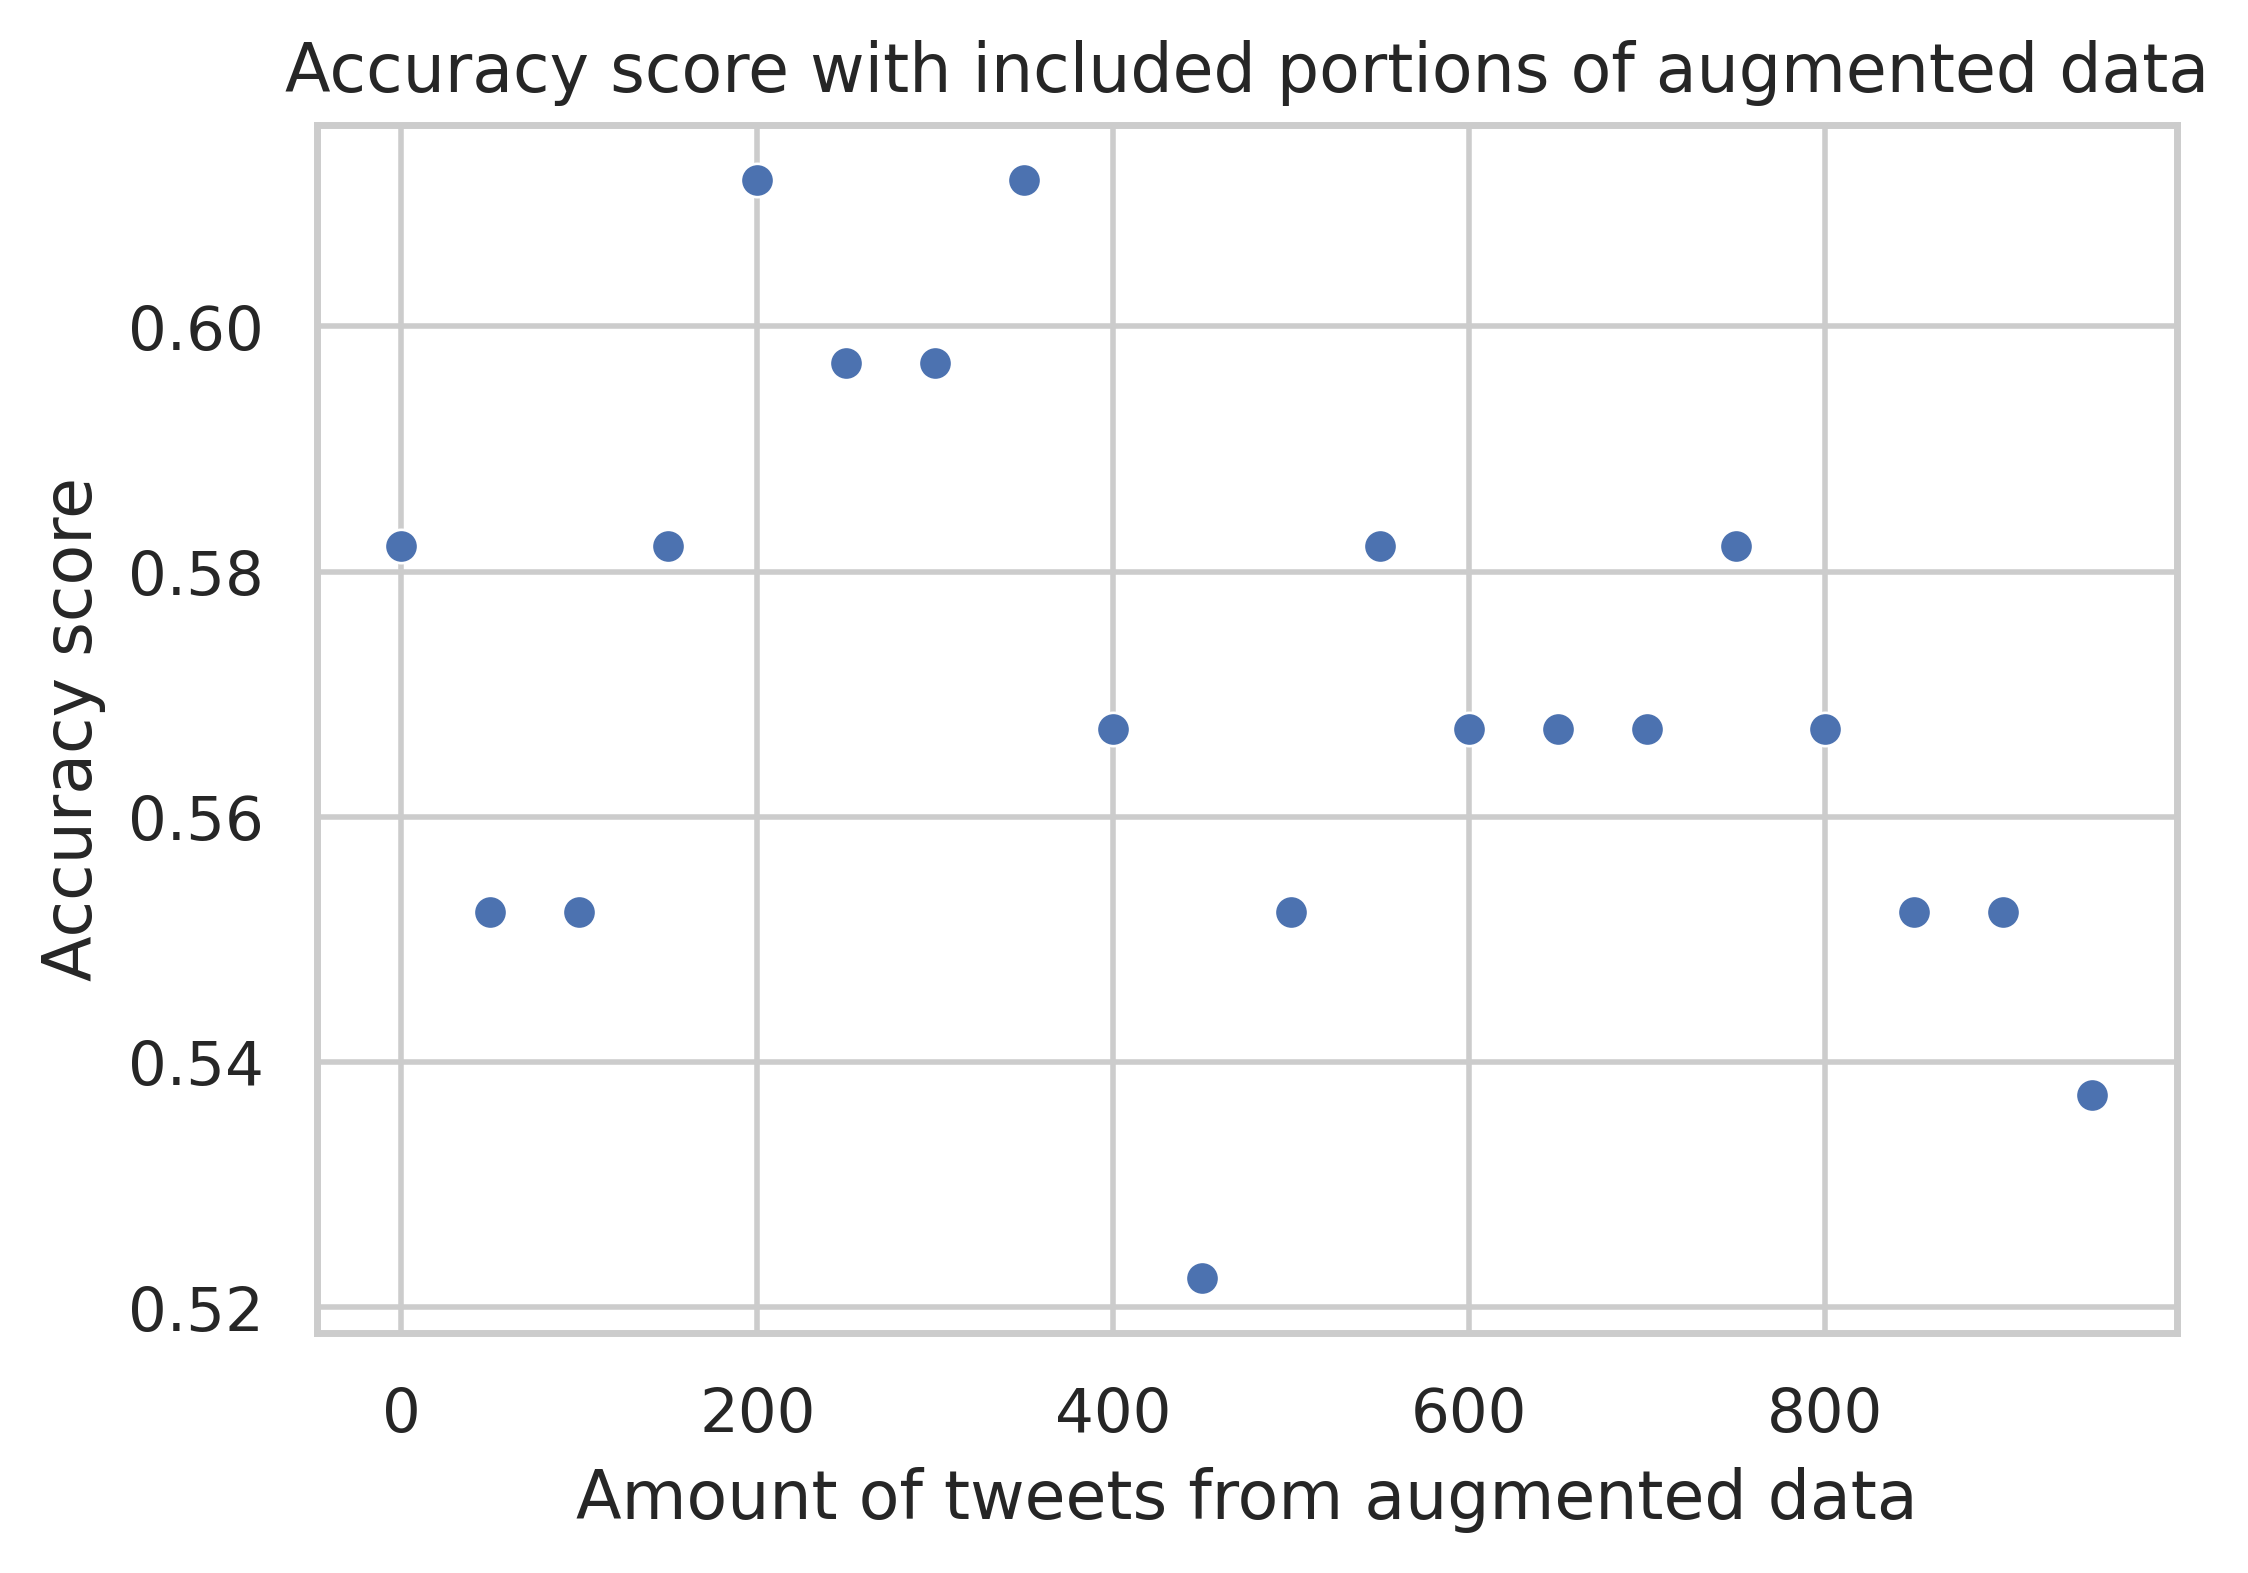 Accuracy score with included portions of augmented data
Accuracy score
0.60
0.58
0.56
0.54
0.52
0 200 400 600 800
Amount of tweets from augmented data